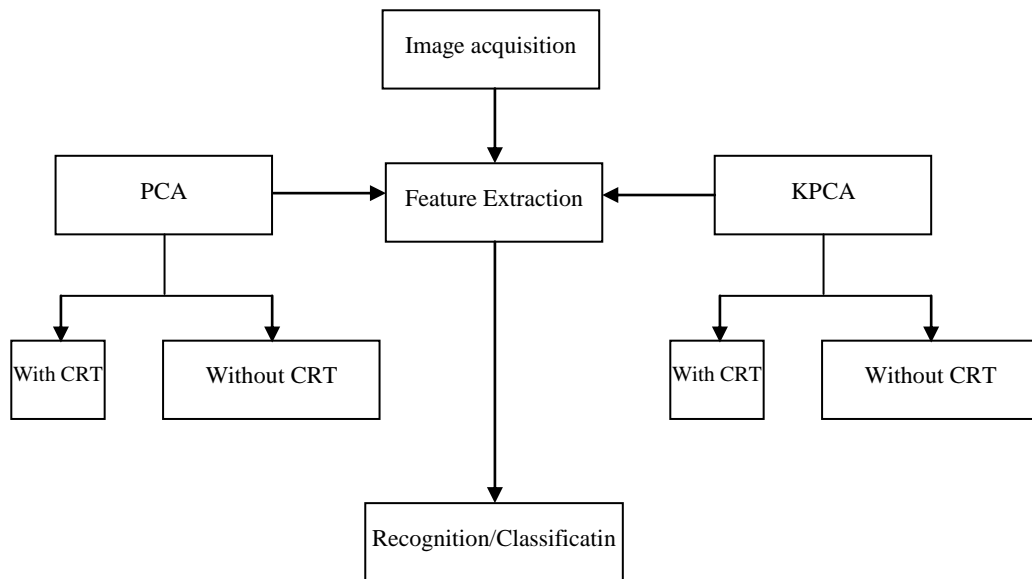 Image acquisition
PCA
Feature Extraction
KPCA
With CRT
Without CRT
With CRT
Without CRT
Recognition/Classificatin